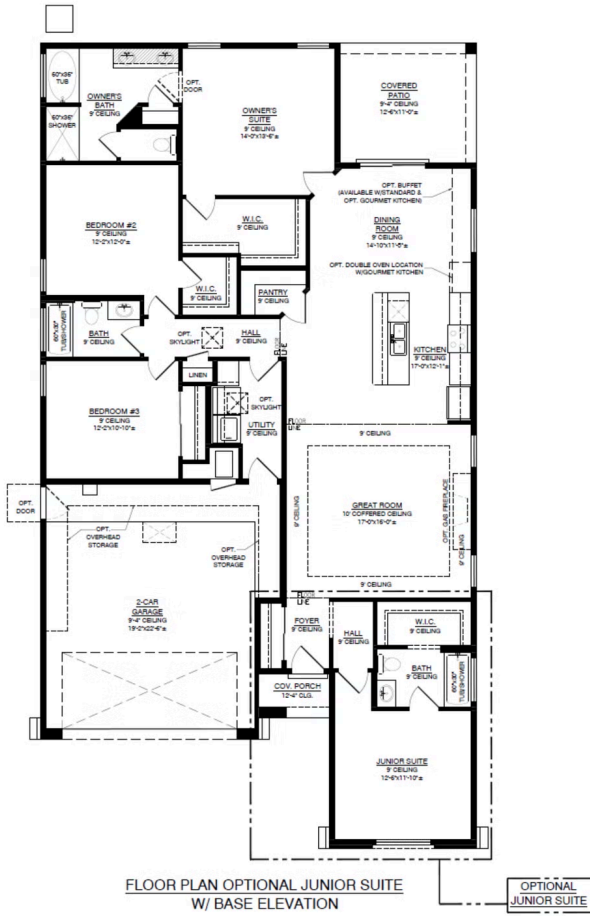 60"x36"
TUB
OWNER'S
BATH
9' CEILING
OPT.
DOOR
60"x36"
SHOWER
OWNER'S
SUITE
9' CEILING
14'-0"x13'-6"±
COVERED
PATIO
9'-4" CEILING
12'-6"x11'-0"±
OPT. BUFFET
(AVAILABLE W/STANDARD &
OPT. GOURMET KITCHEN)
BEDROOM #2
9' CEILING
12'-2"x12'-0"±
W.I.C.
9' CEILING
DINING
ROOM
9' CEILING
14'-10"x11'-8"±
OPT. DOUBLE OVEN LOCATION
W/GOURMET KITCHEN
W.I.C.
9' CEILING
PANTRY
9' CEILING
60"x30"
TUB/SHOWER
BATH
9' CEILING
OPT.
SKYLIGHT
HALL
9' CEILING
FLOOR
LINE
KITCHEN
9' CEILING
17'-0"x12'-1"±
LINEN
BEDROOM #3
9' CEILING
12'-2"x10'-10"±
OPT.
SKYLIGHT
UTILITY
9' CEILING
FLOOR
LINE
9' CEILING
OPT.
DOOR
OPT.
OVERHEAD
STORAGE
OPT.
OVERHEAD
STORAGE
9' CEILING
GREAT ROOM
10' COFFERED CEILING
17'-0"x16'-0"±
OPT. GAS FIREPLACE
9' CEILING
9' CEILING
2-CAR
GARAGE
9'-4" CEILING
19'-2"x22'-6"±
FLOOR
LINE
FOYER
9' CEILING
HALL
9' CEILING
W.I.C.
9' CEILING
BATH
9' CEILING
60"x30"
TUB/SHOWER
COV. PORCH
12'-4" CLG.
JUNIOR SUITE
9' CEILING
12'-6"x11'-10"±
FLOOR PLAN OPTIONAL JUNIOR SUITE
W/ BASE ELEVATION
OPTIONAL
JUNIOR SUITE